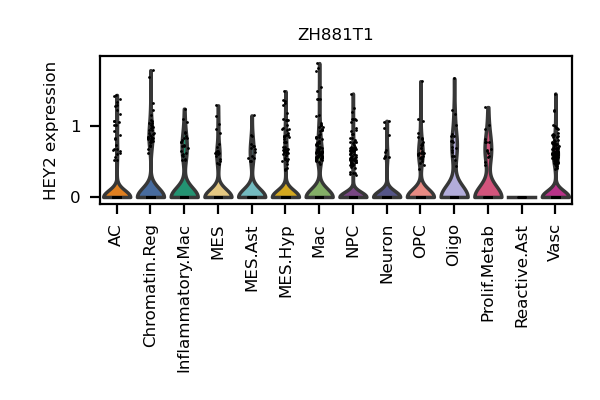 ZH881T1
HEY2 expression
1
0
AC
Chromatin.Reg
Inflammatory.Mac
MES
MES.Ast
MES.Hyp
Mac
NPC
Neuron
OPC
Oligo
Prolif.Metab
Reactive.Ast
Vasc